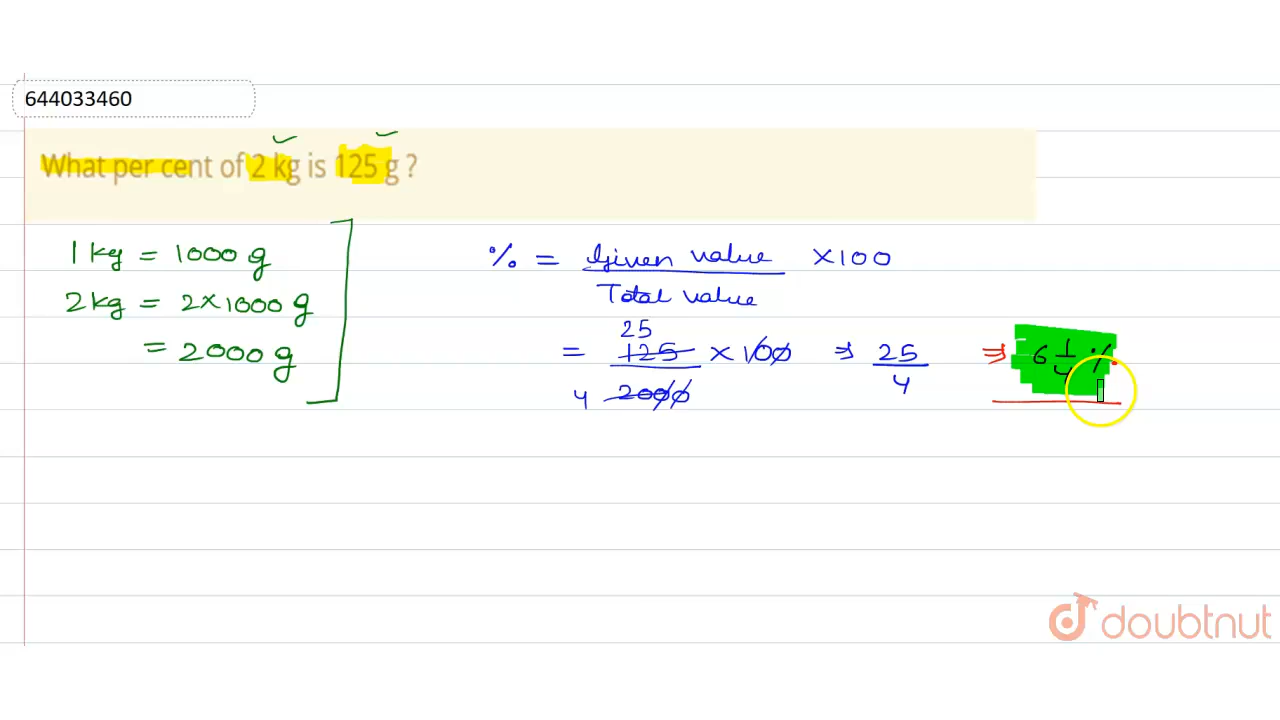 644033460
What per cent of 2 kg is 125 g ?
1 kg = 1000 g
2 kg = 2×1000 g
= 2000 g
% = Given value / Total value ×100
= 125 / 2000 × 100 ⇒ 25 / 4 ⇒ 6 1/4 %
25
4
doubtnut